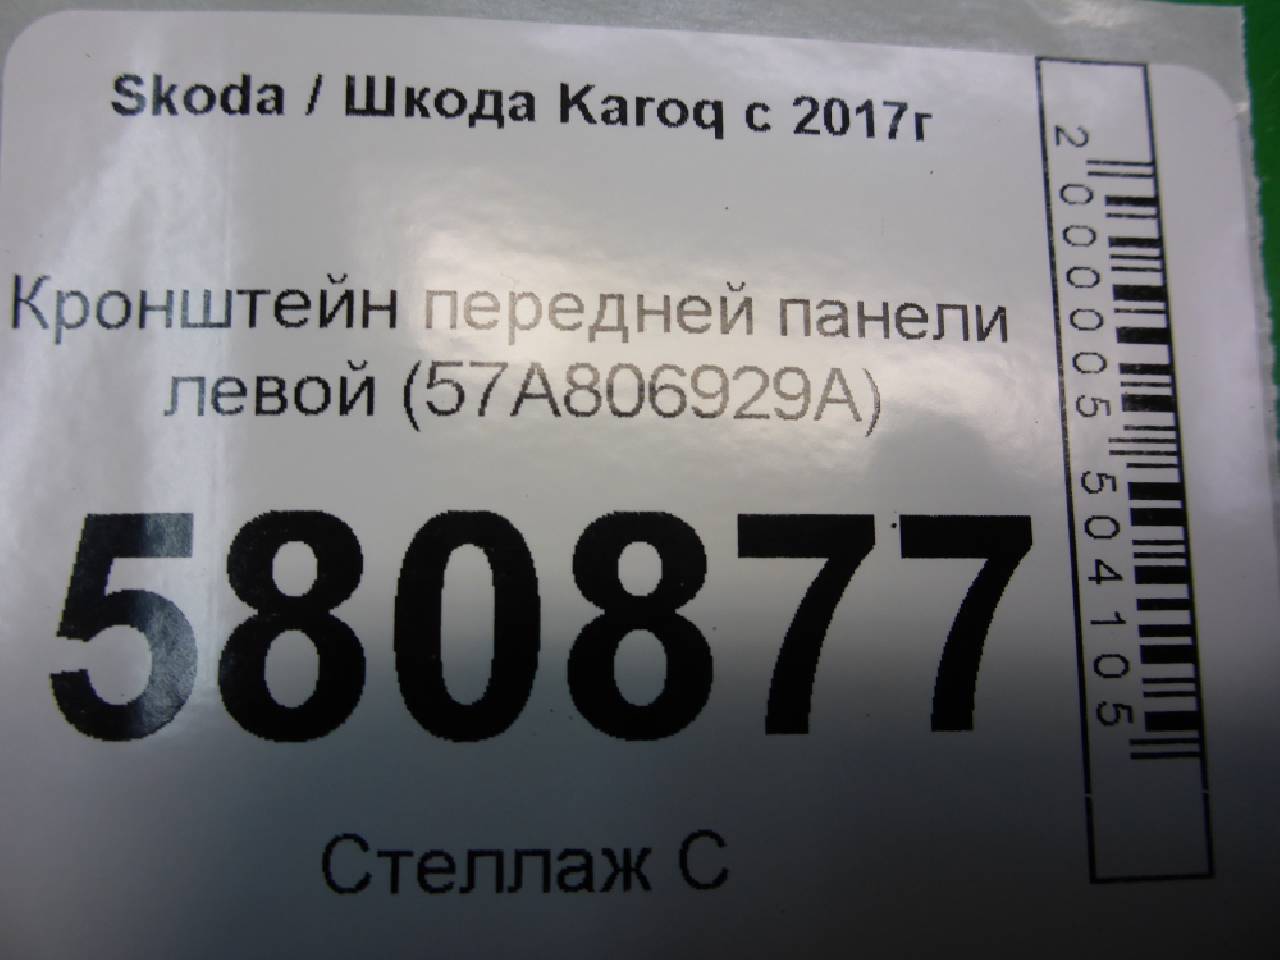 Skoda / Шкода Karoq с 2017г
Кронштейн передней панели
левой (57A806929A)
580877
Стеллаж С
2000005504105